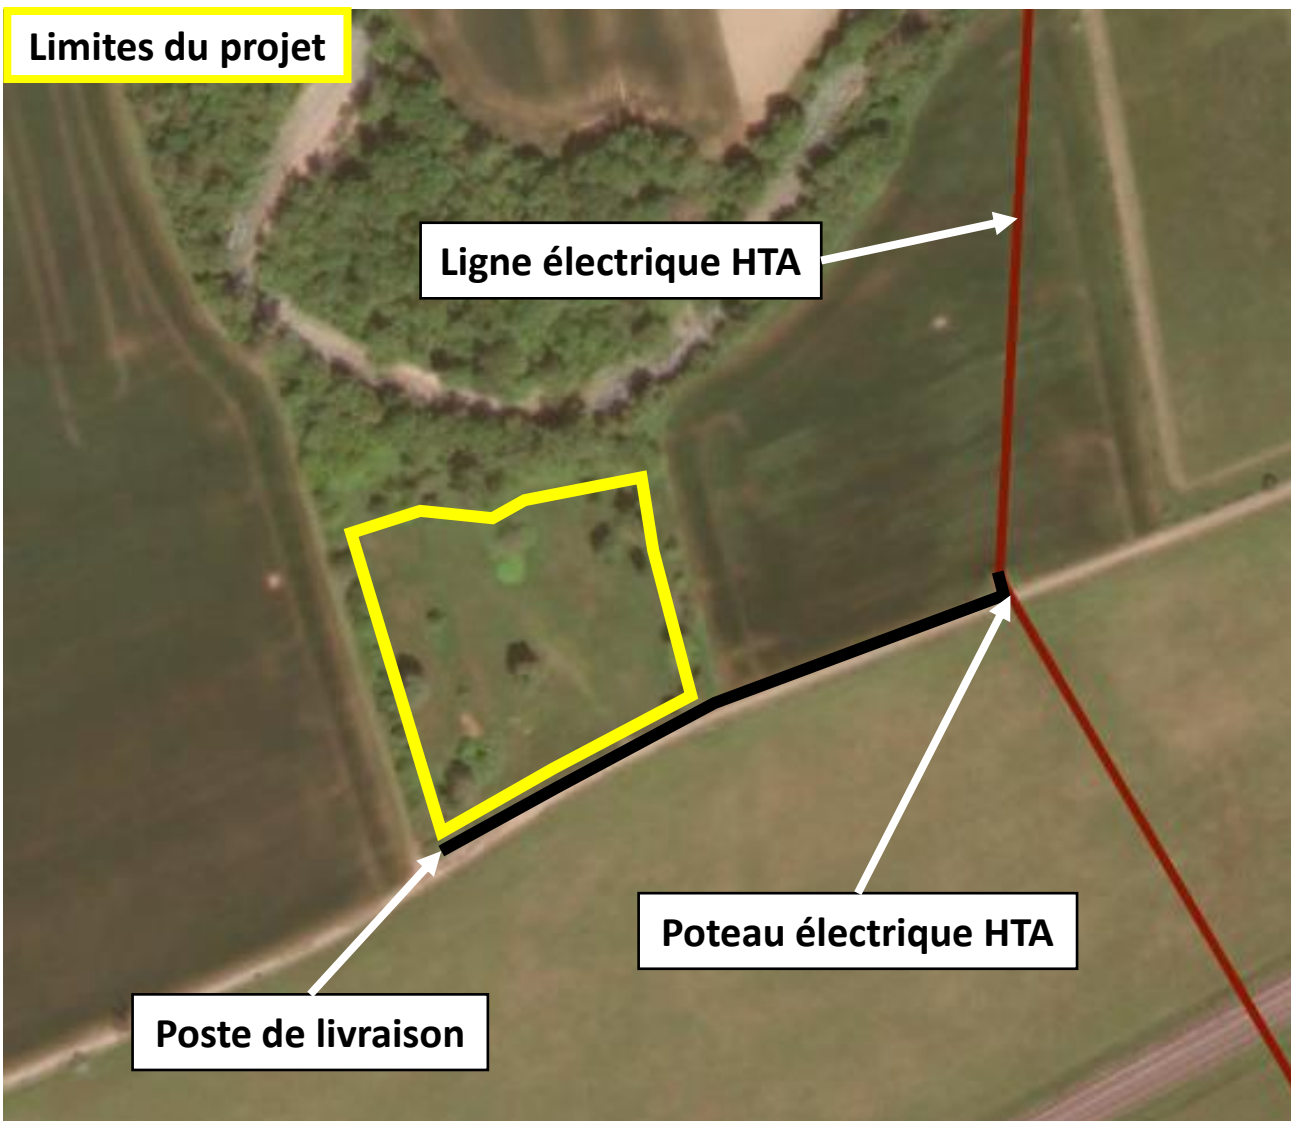 Limites du projet
Ligne électrique HTA
Poteau électrique HTA
Poste de livraison